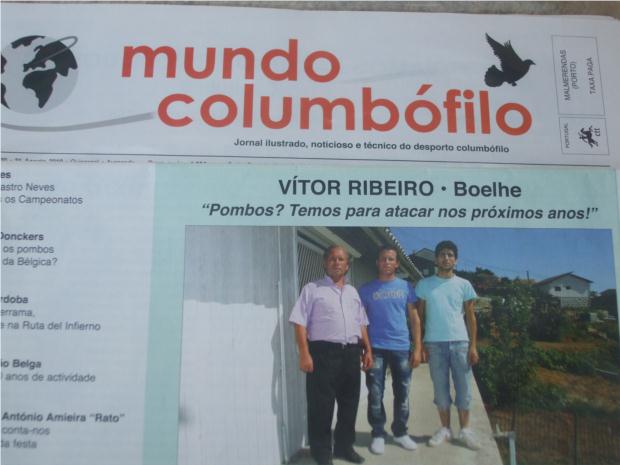 mundo
columbófilo
Jornal ilustrado, noticioso e técnico do desporto columbófilo
MALMERENDAS
(PORTO)
TAXA PAGA
PORTUGAL
ctt
VÍTOR RIBEIRO · Boelhe
“Pombos? Temos para atacar nos próximos anos!”
es
astro Neves
os Campeonatos
Donckers
os pombos
da Bélgica?
rdoba
errama,
e na Ruta del Infierno
io Belga
anos de actividade
António Amieira “Rato”
conta-nos
da festa